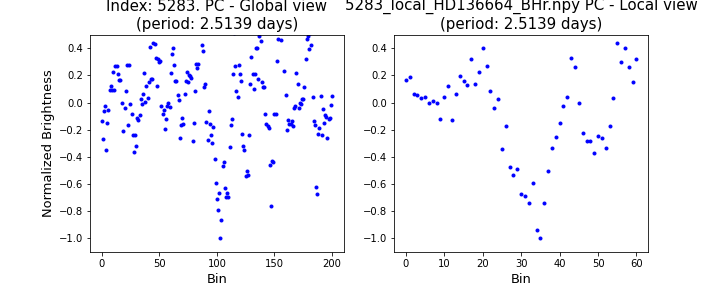 Index: 5283. PC - Global view
(period: 2.5139 days)
5283_local_HD136664_BHr.npy PC - Local view
(period: 2.5139 days)
Normalized Brightness
0.4
0.2
0.0
−0.2
−0.4
−0.6
−0.8
−1.0
0 50 100 150 200
Bin
0.4
0.2
0.0
−0.2
−0.4
−0.6
−0.8
−1.0
0 10 20 30 40 50 60
Bin